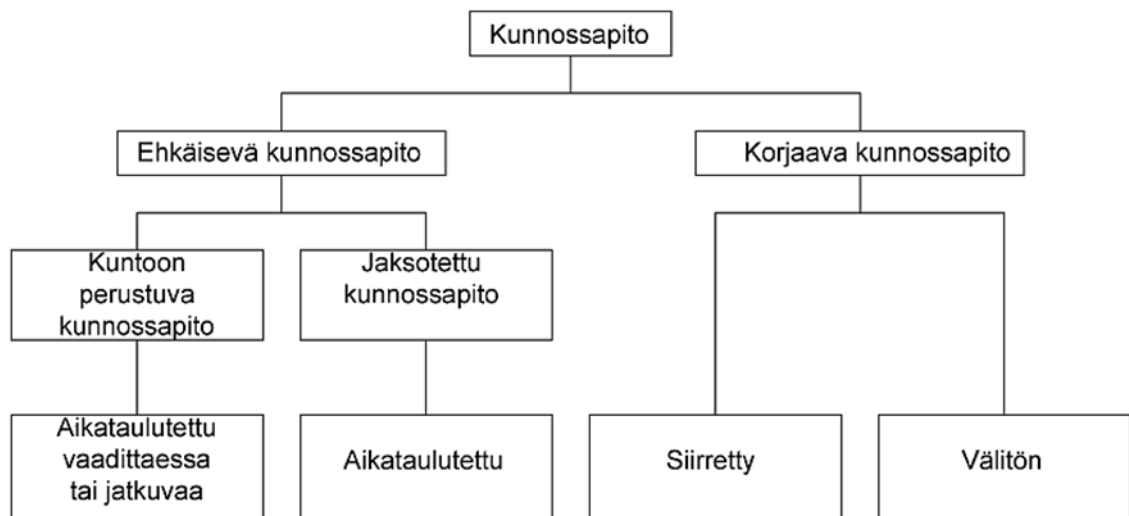 Kunnossapito
Ehkäisevä kunnossapito
Korjaava kunnossapito
Kuntoon
perustuva
kunnossapito
Jaksotettu
kunnossapito
Aikataulutettu
vaadittaessa
tai jatkuvaa
Aikataulutettu
Siirretty
Välitön